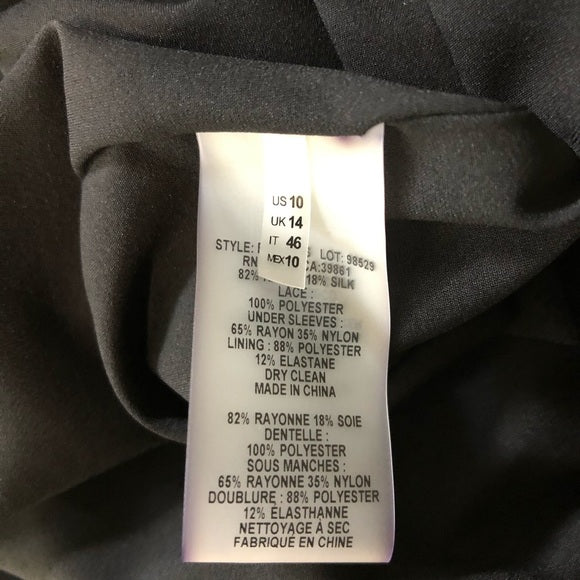 US 10
UK 14
IT 46
MEX 10
STYLE: LOT: 98529
RN CA:39861
82% 18% SILK
LACE :
100% POLYESTER
UNDER SLEEVES :
65% RAYON 35% NYLON
LINING : 88% POLYESTER
12% ELASTANE
DRY CLEAN
MADE IN CHINA
82% RAYONNE 18% SOIE
DENTELLE :
100% POLYESTER
SOUS MANCHES :
65% RAYONNE 35% NYLON
DOUBLURE : 88% POLYESTER
12% ÉLASTHANNE
NETTOYAGE À SEC
FABRIQUÉ EN CHINE